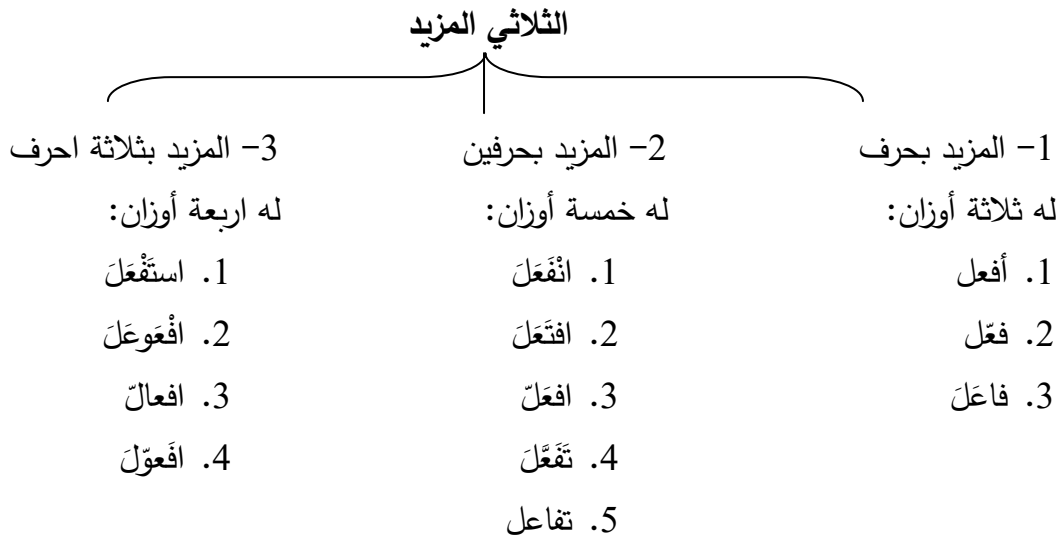 الثلاثي المزيد
1- المزيد بحرف
2- المزيد بحرفين
3- المزيد بثلاثة احرف
له ثلاثة أوزان:
له خمسة أوزان:
له اربعة أوزان:
1. أفعل
1. انْفَعَلَ
1. استَفْعَلَ
2. فعّل
2. افتَعَلَ
2. افْعَوعَلَ
3. فاعَلَ
3. افعَلّ
3. افعالّ
4. تَفَعَّلَ
4. افَعوّلَ
5. تفاعل